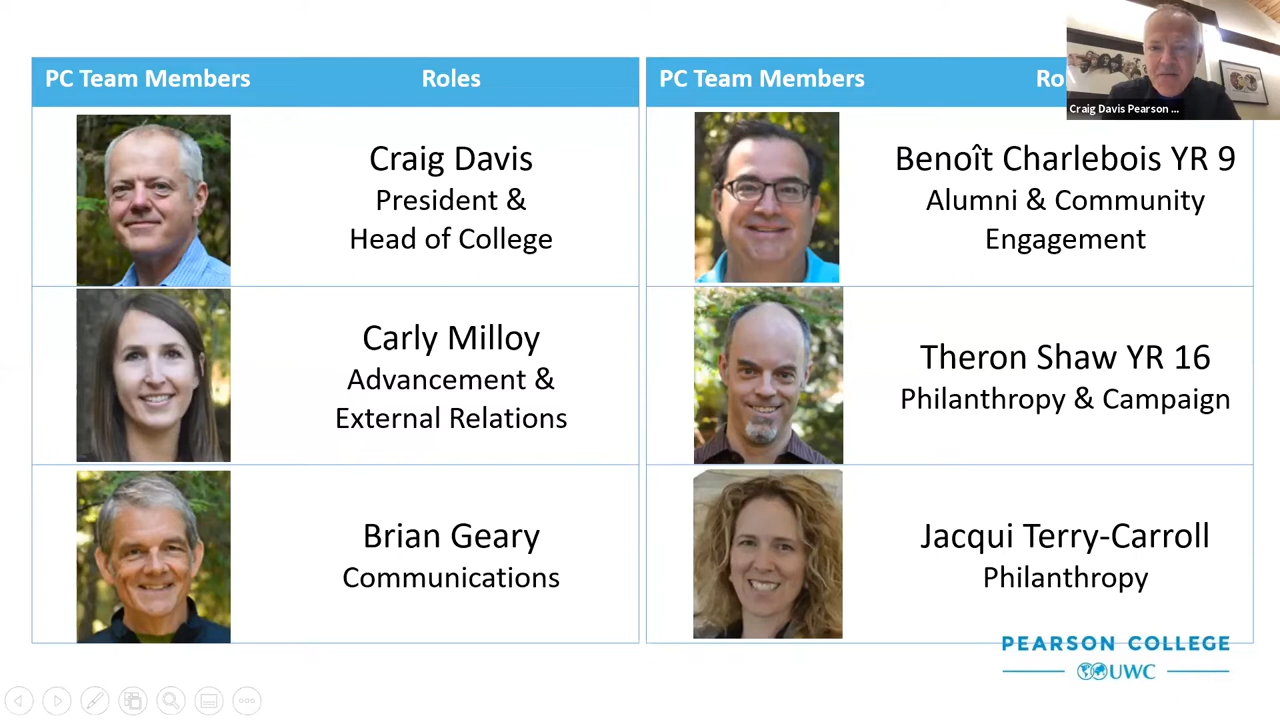 PC Team Members
Roles
Craig Davis
President &
Head of College
Carly Milloy
Advancement &
External Relations
Brian Geary
Communications
PC Team Members
Ro
Craig Davis Pearson ...
Benoît Charlebois YR 9
Alumni & Community
Engagement
Theron Shaw YR 16
Philanthropy & Campaign
Jacqui Terry-Carroll
Philanthropy
PEARSON COLLEGE
UWC